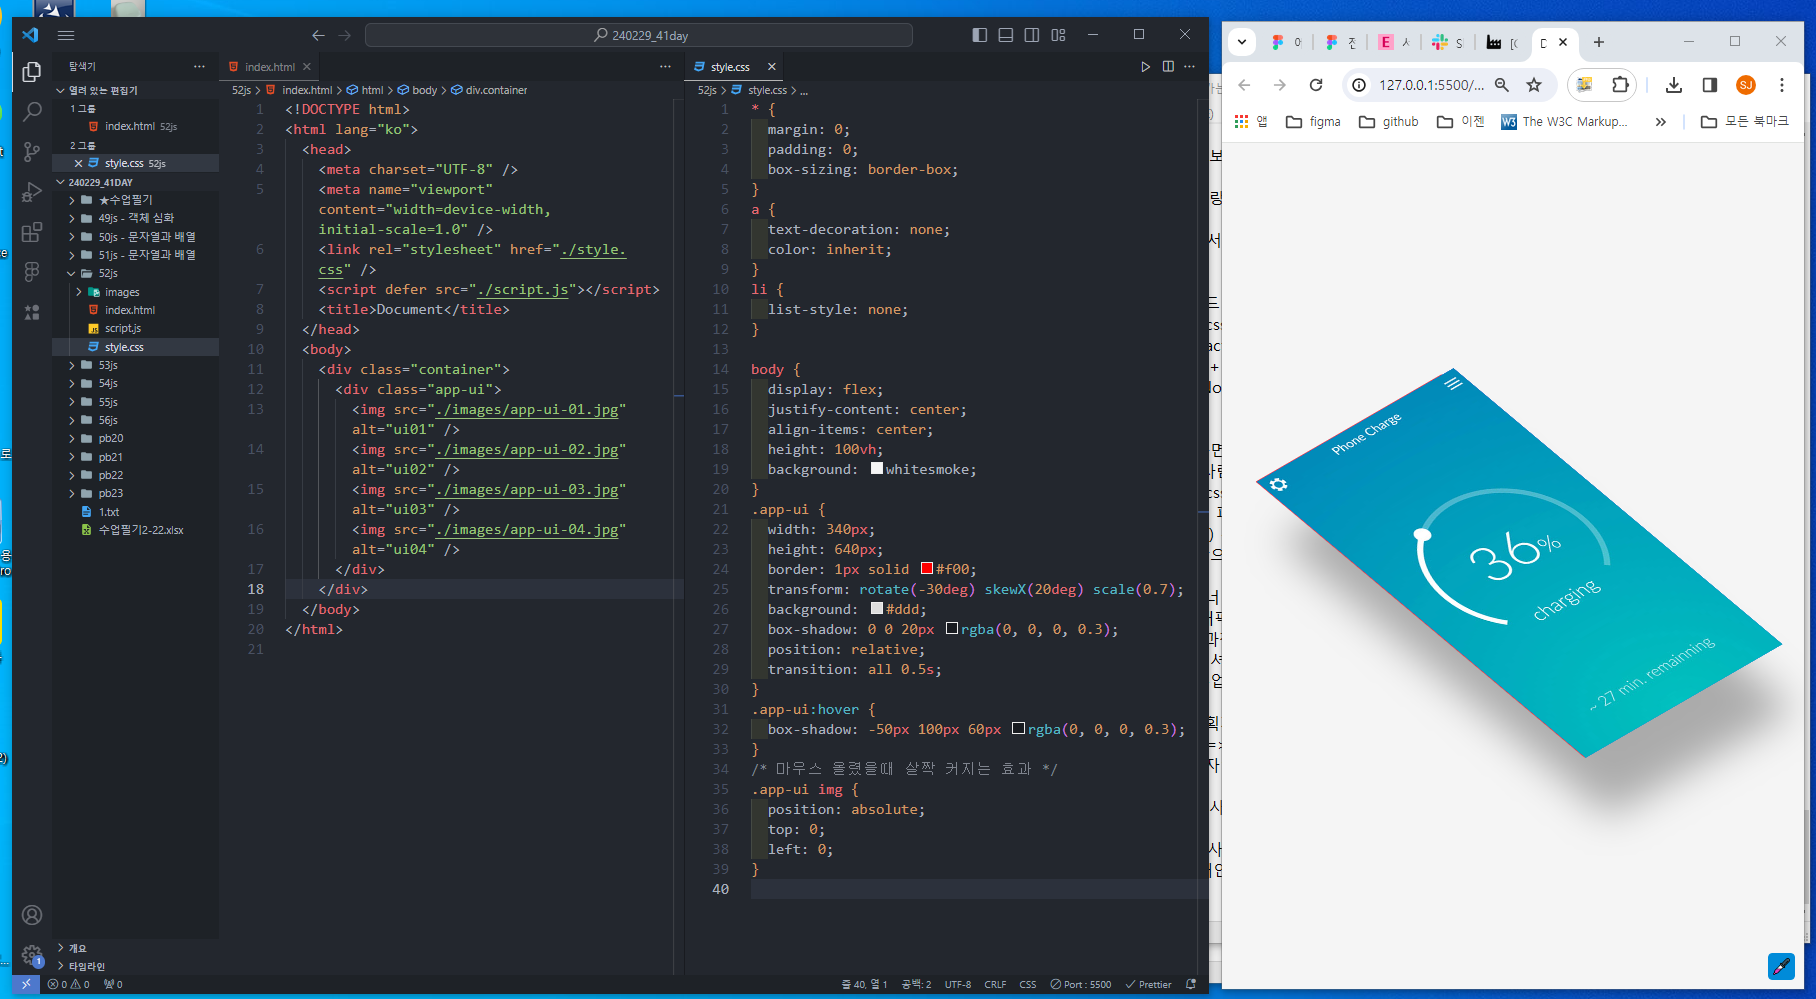 240229_41day
탐색기
열려 있는 편집기
1 그룹
index.html 52js
2 그룹
style.css 52js
240229_41DAY
★수업필기
49js - 객체 심화
50js - 문자열과 배열
51js - 문자열과 배열
52js
images
index.html
script.js
style.css
53js
54js
55js
56js
pb20
pb21
pb22
pb23
1.txt
수업필기2-22.xlsx
개요
타임라인
index.html
52js > index.html > html > body > div.container
1 <!DOCTYPE html>
2 <html lang="ko">
3 <head>
4 <meta charset="UTF-8" />
5 <meta name="viewport"
content="width=device-width,
initial-scale=1.0" />
6 <link rel="stylesheet" href="./style.
css" />
7 <script defer src="./script.js"></script>
8 <title>Document</title>
9 </head>
10 <body>
11 <div class="container">
12 <div class="app-ui">
13 <img src="./images/app-ui-01.jpg"
alt="ui01" />
14 <img src="./images/app-ui-02.jpg"
alt="ui02" />
15 <img src="./images/app-ui-03.jpg"
alt="ui03" />
16 <img src="./images/app-ui-04.jpg"
alt="ui04" />
17 </div>
18 </div>
19 </body>
20 </html>
21
style.css
52js > style.css > ...
1 * {
2 margin: 0;
3 padding: 0;
4 box-sizing: border-box;
5 }
6 a {
7 text-decoration: none;
8 color: inherit;
9 }
10 li {
11 list-style: none;
12 }
13
14 body {
15 display: flex;
16 justify-content: center;
17 align-items: center;
18 height: 100vh;
19 background: whitesmoke;
20 }
21 .app-ui {
22 width: 340px;
23 height: 640px;
24 border: 1px solid #f00;
25 transform: rotate(-30deg) skewX(20deg) scale(0.7);
26 background: #ddd;
27 box-shadow: 0 0 20px rgba(0, 0, 0, 0.3);
28 position: relative;
29 transition: all 0.5s;
30 }
31 .app-ui:hover {
32 box-shadow: -50px 100px 60px rgba(0, 0, 0, 0.3);
33 }
34 /* 마우스 올렸을때 살짝 커지는 효과 */
35 .app-ui img {
36 position: absolute;
37 top: 0;
38 left: 0;
39 }
40
1
0 0 0
줄 40, 열 1 공백: 2 UTF-8 CRLF CSS Port : 5500 Prettier
127.0.0.1:5500/...
SJ
앱 figma github 이젠 W3 The W3C Markup... » 모든 북마크
Phone Charge
36%
charging
~ 27 min. remainning